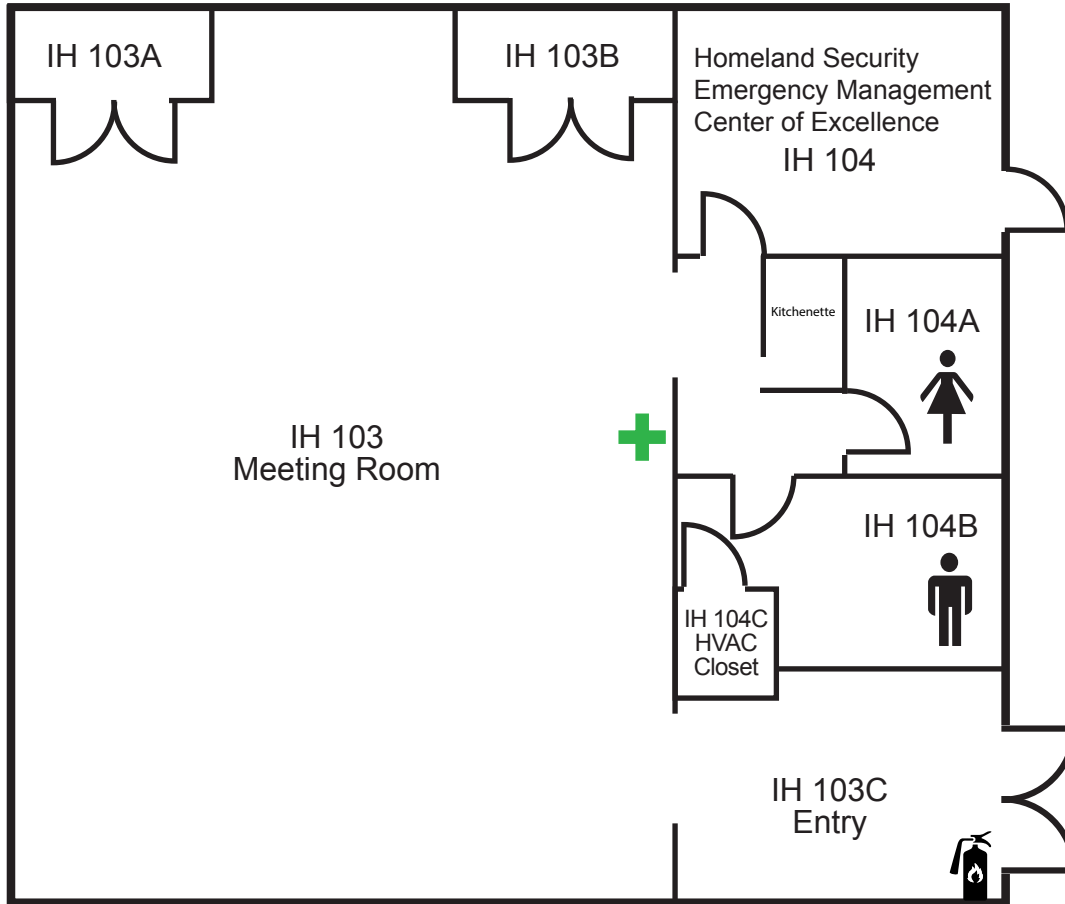 IH 103A
IH 103B
Homeland Security
Emergency Management
Center of Excellence
IH 104
Kitchenette
IH 104A
IH 103
Meeting Room
IH 104B
IH 104C
HVAC
Closet
IH 103C
Entry